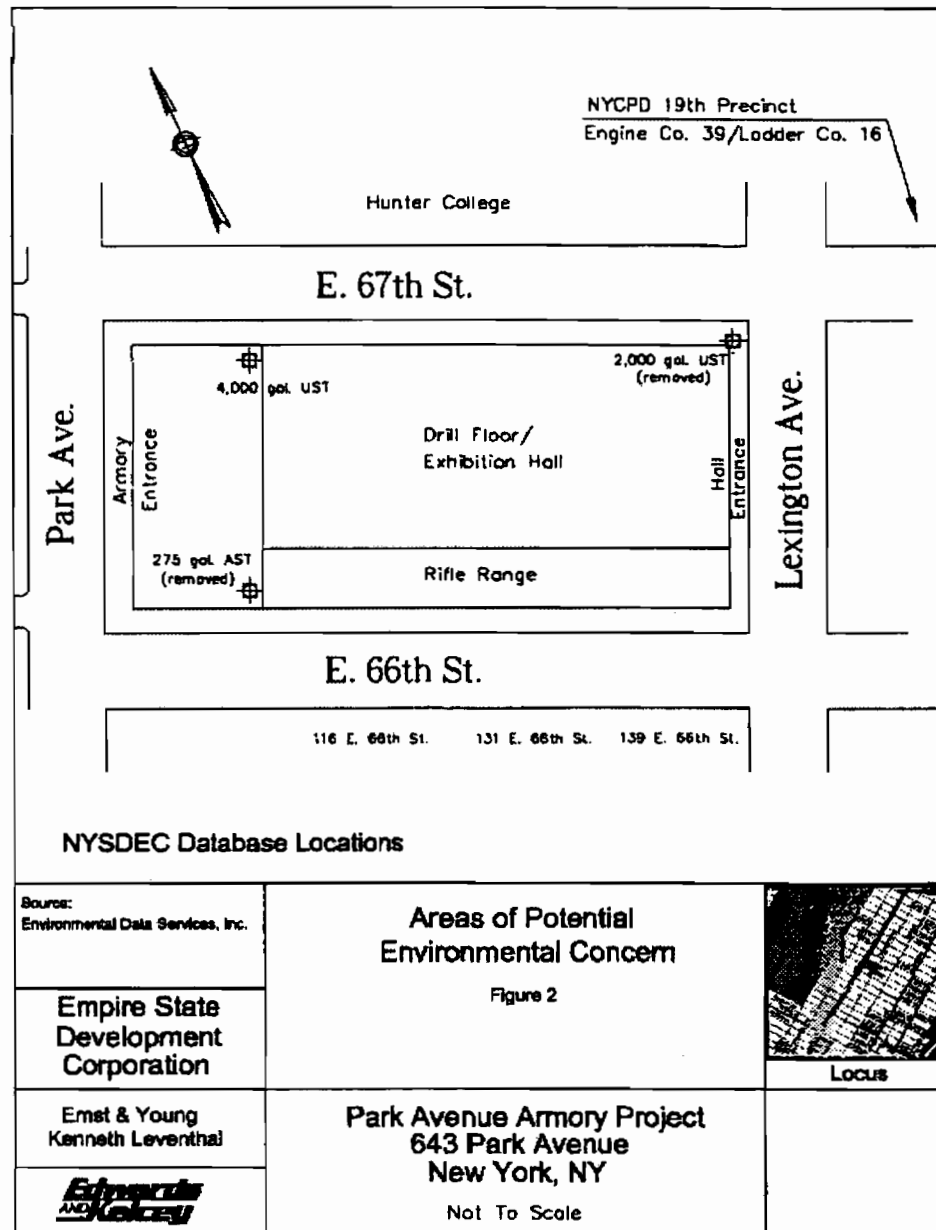 NYCPD 19th Precinct
Engine Co. 39/Ladder Co. 16
Hunter College
E. 67th St.
4,000 gal. UST
2,000 gal. UST
(removed)
Park Ave.
Armory
Entrance
Drill Floor/
Exhibition Hall
Hall
Entrance
Lexington Ave.
275 gal. AST
(removed)
Rifle Range
E. 66th St.
116 E. 66th St.
131 E. 66th St.
139 E. 66th St.
NYSDEC Database Locations
Source:
Environmental Data Services, Inc.
Areas of Potential
Environmental Concern
Figure 2
Empire State
Development
Corporation
Locus
Ernst & Young
Kenneth Leventhal
Park Avenue Armory Project
643 Park Avenue
New York, NY
Not To Scale
Edwards
AND Kelcey